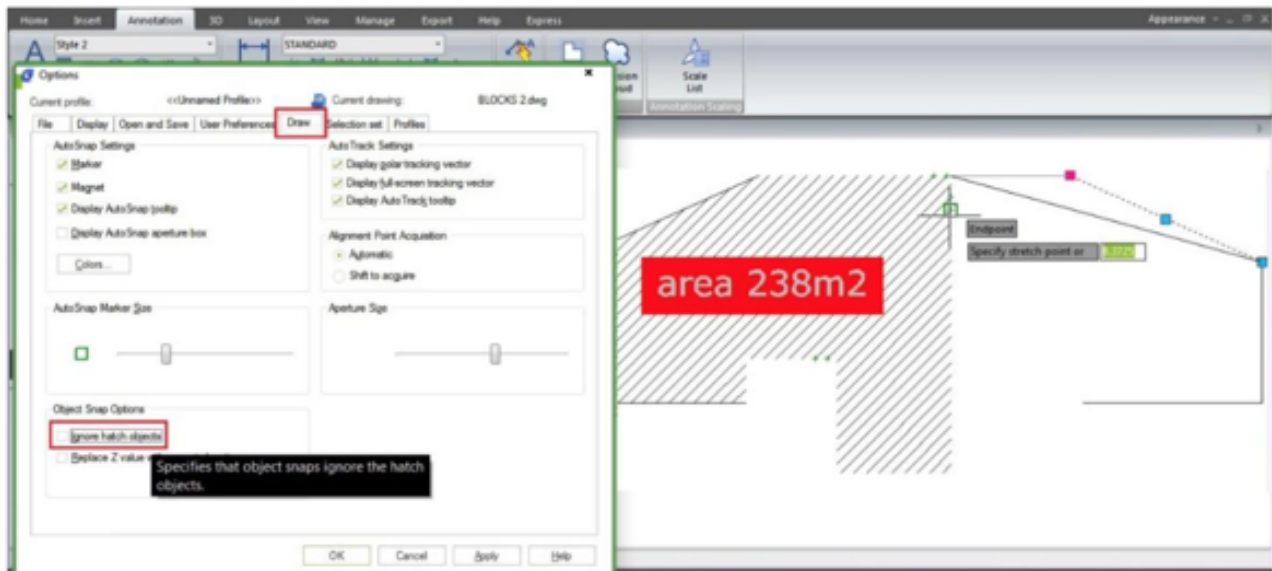 Home Insert Annotation 3D Layout View Manage Export Help Express Appearance
A Style 2 STANDARD
Scale
List
Annotation Scaling
Options
Current profile: <<Unnamed Profile>> Current drawing: BLOCKS 2.dwg
File Display Open and Save User Preferences Draw Selection set Profiles
AutoSnap Settings
Marker
Magnet
Display AutoSnap tooltip
Display AutoSnap aperture box
Colors...
AutoTrack Settings
Display polar tracking vector
Display full-screen tracking vector
Display AutoTrack tooltip
Alignment Point Acquisition
Automatic
Shift to acquire
AutoSnap Marker Size
Aperture Size
Object Snap Options
Ignore hatch objects
Replace Z value
Specifies that object snaps ignore the hatch
objects.
OK Cancel Apply Help
area 238m2
Endpoint
Specify stretch point or